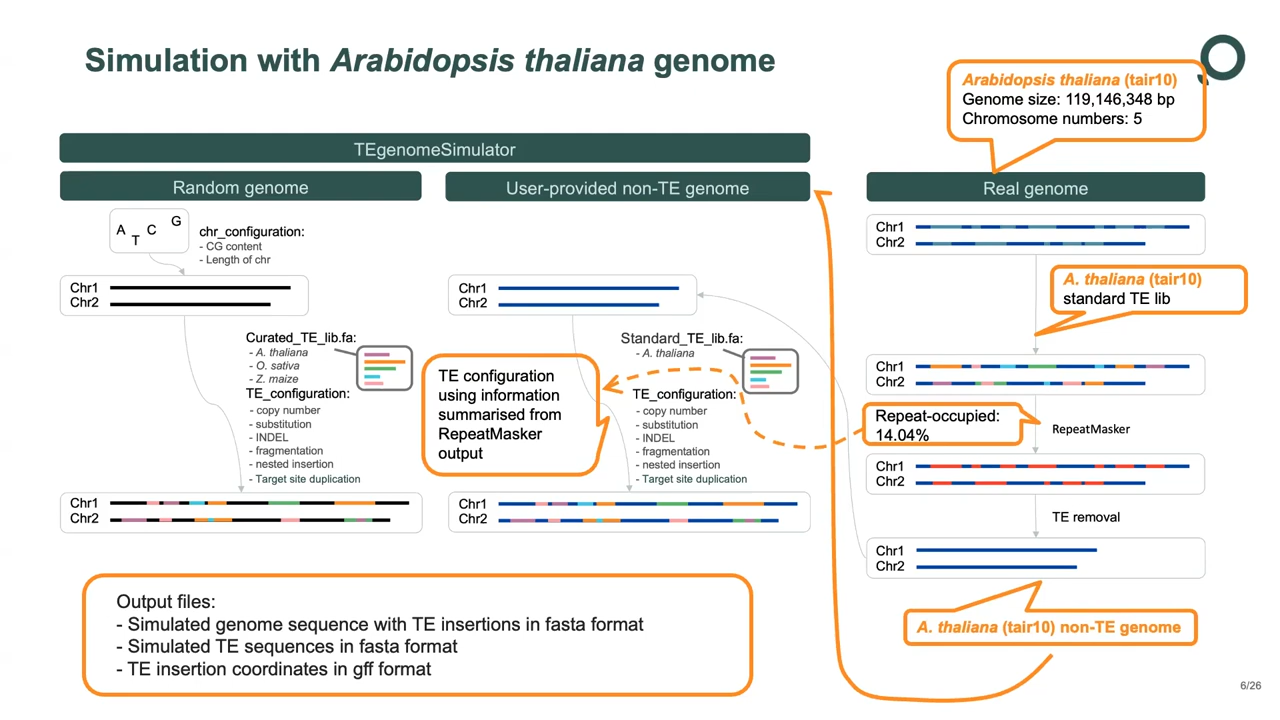 Simulation with Arabidopsis thaliana genome
Arabidopsis thaliana (tair10)
Genome size: 119,146,348 bp
Chromosome numbers: 5
TEgenomeSimulator
Random genome
User-provided non-TE genome
Real genome
A T C G
chr_configuration:
- CG content
- Length of chr
Chr1
Chr2
Curated_TE_lib.fa:
- A. thaliana
- O. sativa
- Z. maize
TE_configuration:
- copy number
- substitution
- INDEL
- fragmentation
- nested insertion
- Target site duplication
Chr1
Chr2
Chr1
Chr2
Standard_TE_lib.fa:
- A. thaliana
TE configuration
using information
summarised from
RepeatMasker
output
TE_configuration:
- copy number
- substitution
- INDEL
- fragmentation
- nested insertion
- Target site duplication
Chr1
Chr2
Chr1
Chr2
A. thaliana (tair10)
standard TE lib
Chr1
Chr2
Repeat-occupied:
14.04%
RepeatMasker
Chr1
Chr2
TE removal
Chr1
Chr2
A. thaliana (tair10) non-TE genome
Output files:
- Simulated genome sequence with TE insertions in fasta format
- Simulated TE sequences in fasta format
- TE insertion coordinates in gff format
6/26